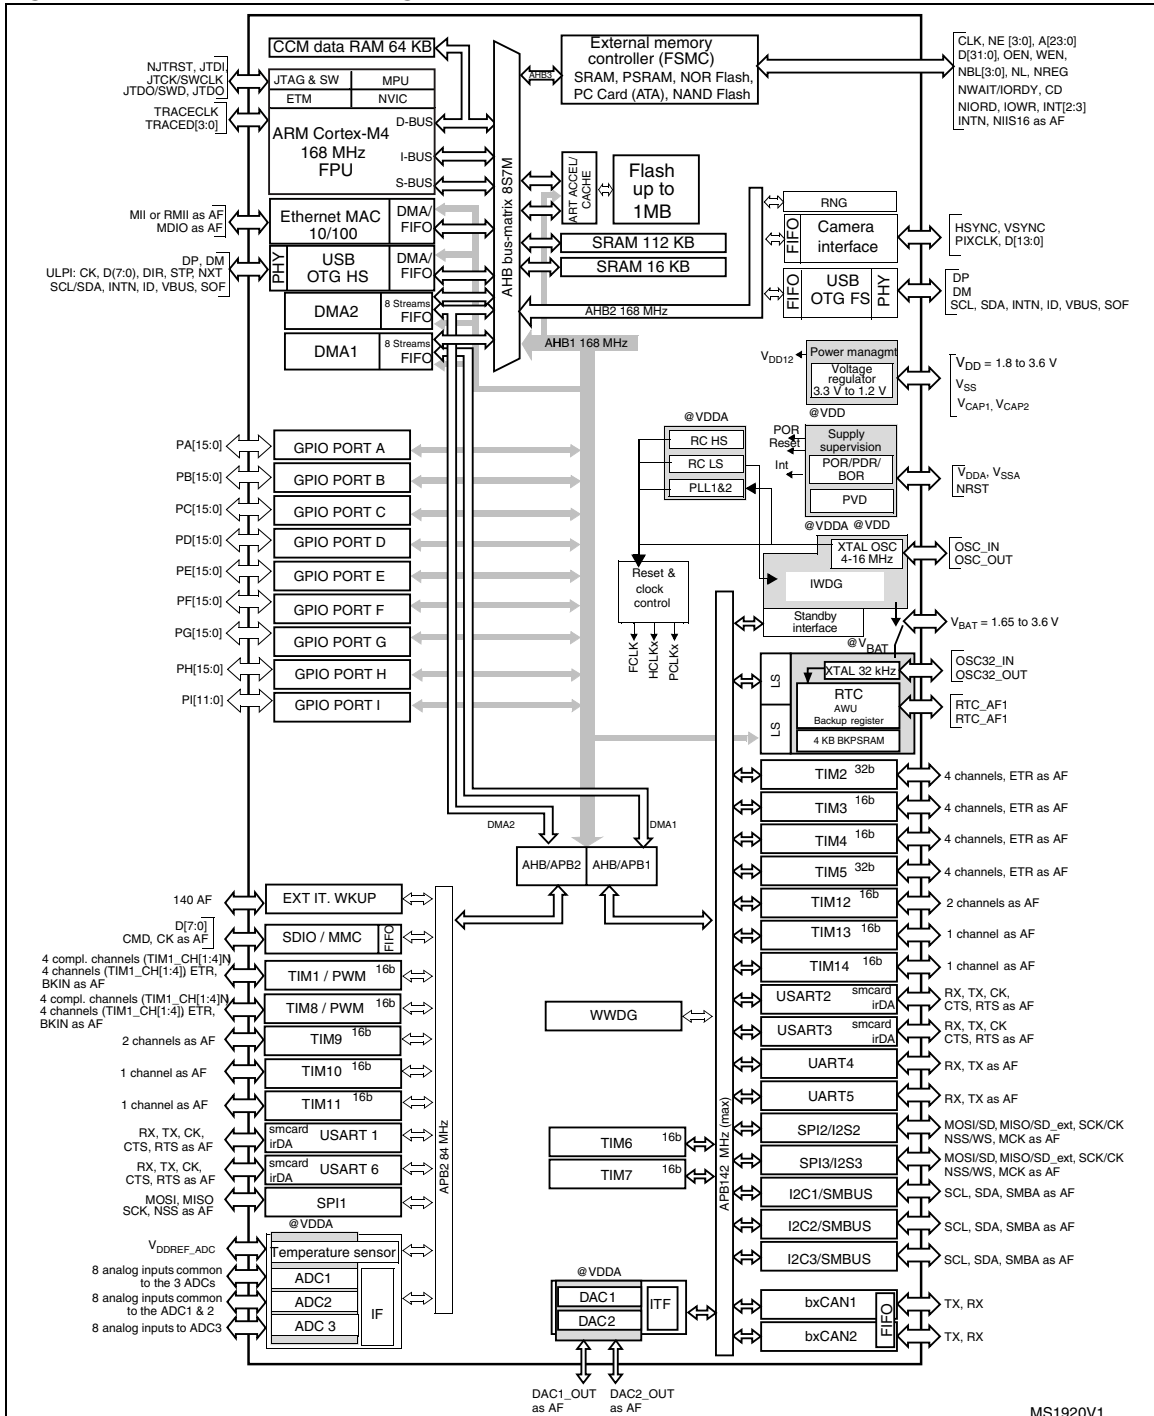 CCM data RAM 64 KB
External memory
controller (FSMC)
SRAM, PSRAM, NOR Flash,
PC Card (ATA), NAND Flash
AHB3
CLK, NE [3:0], A[23:0]
D[31:0], OEN, WEN,
NBL[3:0], NL, NREG
NWAIT/IORDY, CD
NIORD, IOWR, INT[2:3]
INTN, NIIS16 as AF
NJTRST, JTDI,
JTCK/SWCLK
JTDO/SWD, JTDO
JTAG & SW
MPU
ETM
NVIC
TRACECLK
TRACED[3:0]
ARM Cortex-M4
168 MHz
FPU
D-BUS
I-BUS
S-BUS
AHB bus-matrix 8S7M
ART ACCEL/
CACHE
Flash
up to
1MB
SRAM 112 KB
SRAM 16 KB
MII or RMII as AF
MDIO as AF
Ethernet MAC
10/100
DMA/
FIFO
DP, DM
ULPI: CK, D(7:0), DIR, STP, NXT
SCL/SDA, INTN, ID, VBUS, SOF
PHY
USB
OTG HS
DMA/
FIFO
DMA2
8 Streams
FIFO
DMA1
8 Streams
FIFO
AHB2 168 MHz
AHB1 168 MHz
RNG
FIFO
Camera
interface
HSYNC, VSYNC
PIXCLK, D[13:0]
FIFO
USB
OTG FS
PHY
DP
DM
SCL, SDA, INTN, ID, VBUS, SOF
VDD12
Power managmt
Voltage
regulator
3.3 V to 1.2 V
@VDD
VDD = 1.8 to 3.6 V
VSS
VCAP1, VCAP2
@VDDA
RC HS
RC LS
PLL1&2
POR
Reset
Int
Supply
supervision
POR/PDR/
BOR
PVD
@VDDA @VDD
VDDA, VSSA
NRST
XTAL OSC
4-16 MHz
IWDG
OSC_IN
OSC_OUT
Standby
interface
VBAT = 1.65 to 3.6 V
@VBAT
Reset &
clock
control
FCLK
HCLKx
PCLKx
LS
LS
XTAL 32 kHz
RTC
AWU
Backup register
4 KB BKPSRAM
OSC32_IN
OSC32_OUT
RTC_AF1
RTC_AF1
PA[15:0]
GPIO PORT A
PB[15:0]
GPIO PORT B
PC[15:0]
GPIO PORT C
PD[15:0]
GPIO PORT D
PE[15:0]
GPIO PORT E
PF[15:0]
GPIO PORT F
PG[15:0]
GPIO PORT G
PH[15:0]
GPIO PORT H
PI[11:0]
GPIO PORT I
DMA2
DMA1
AHB/APB2
AHB/APB1
TIM2 32b
4 channels, ETR as AF
TIM3 16b
4 channels, ETR as AF
TIM4 16b
4 channels, ETR as AF
TIM5 32b
4 channels, ETR as AF
TIM12 16b
2 channels as AF
TIM13 16b
1 channel as AF
TIM14 16b
1 channel as AF
USART2 smcard
irDA
RX, TX, CK,
CTS, RTS as AF
USART3 smcard
irDA
RX, TX, CK
CTS, RTS as AF
UART4
RX, TX as AF
UART5
RX, TX as AF
SPI2/I2S2
MOSI/SD, MISO/SD_ext, SCK/CK
NSS/WS, MCK as AF
SPI3/I2S3
MOSI/SD, MISO/SD_ext, SCK/CK
NSS/WS, MCK as AF
I2C1/SMBUS
SCL, SDA, SMBA as AF
I2C2/SMBUS
SCL, SDA, SMBA as AF
I2C3/SMBUS
SCL, SDA, SMBA as AF
bxCAN1
TX, RX
bxCAN2
TX, RX
FIFO
140 AF
EXT IT. WKUP
D[7:0]
CMD, CK as AF
SDIO / MMC
FIFO
4 compl. channels (TIM1_CH[1:4]N
4 channels (TIM1_CH[1:4]) ETR,
BKIN as AF
TIM1 / PWM 16b
4 compl. channels (TIM1_CH[1:4]N
4 channels (TIM1_CH[1:4]) ETR,
BKIN as AF
TIM8 / PWM 16b
2 channels as AF
TIM9 16b
1 channel as AF
TIM10 16b
1 channel as AF
TIM11 16b
RX, TX, CK,
CTS, RTS as AF
smcard
irDA
USART 1
RX, TX, CK,
CTS, RTS as AF
smcard
irDA
USART 6
MOSI, MISO
SCK, NSS as AF
SPI1
@VDDA
VDDREF_ADC
Temperature sensor
8 analog inputs common
to the 3 ADCs
ADC1
8 analog inputs common
to the ADC1 & 2
ADC2
8 analog inputs to ADC3
ADC 3
IF
APB2 84 MHz
WWDG
TIM6 16b
TIM7 16b
APB142 MHz (max)
@VDDA
DAC1
DAC2
ITF
DAC1_OUT
as AF
DAC2_OUT
as AF
MS1920V1